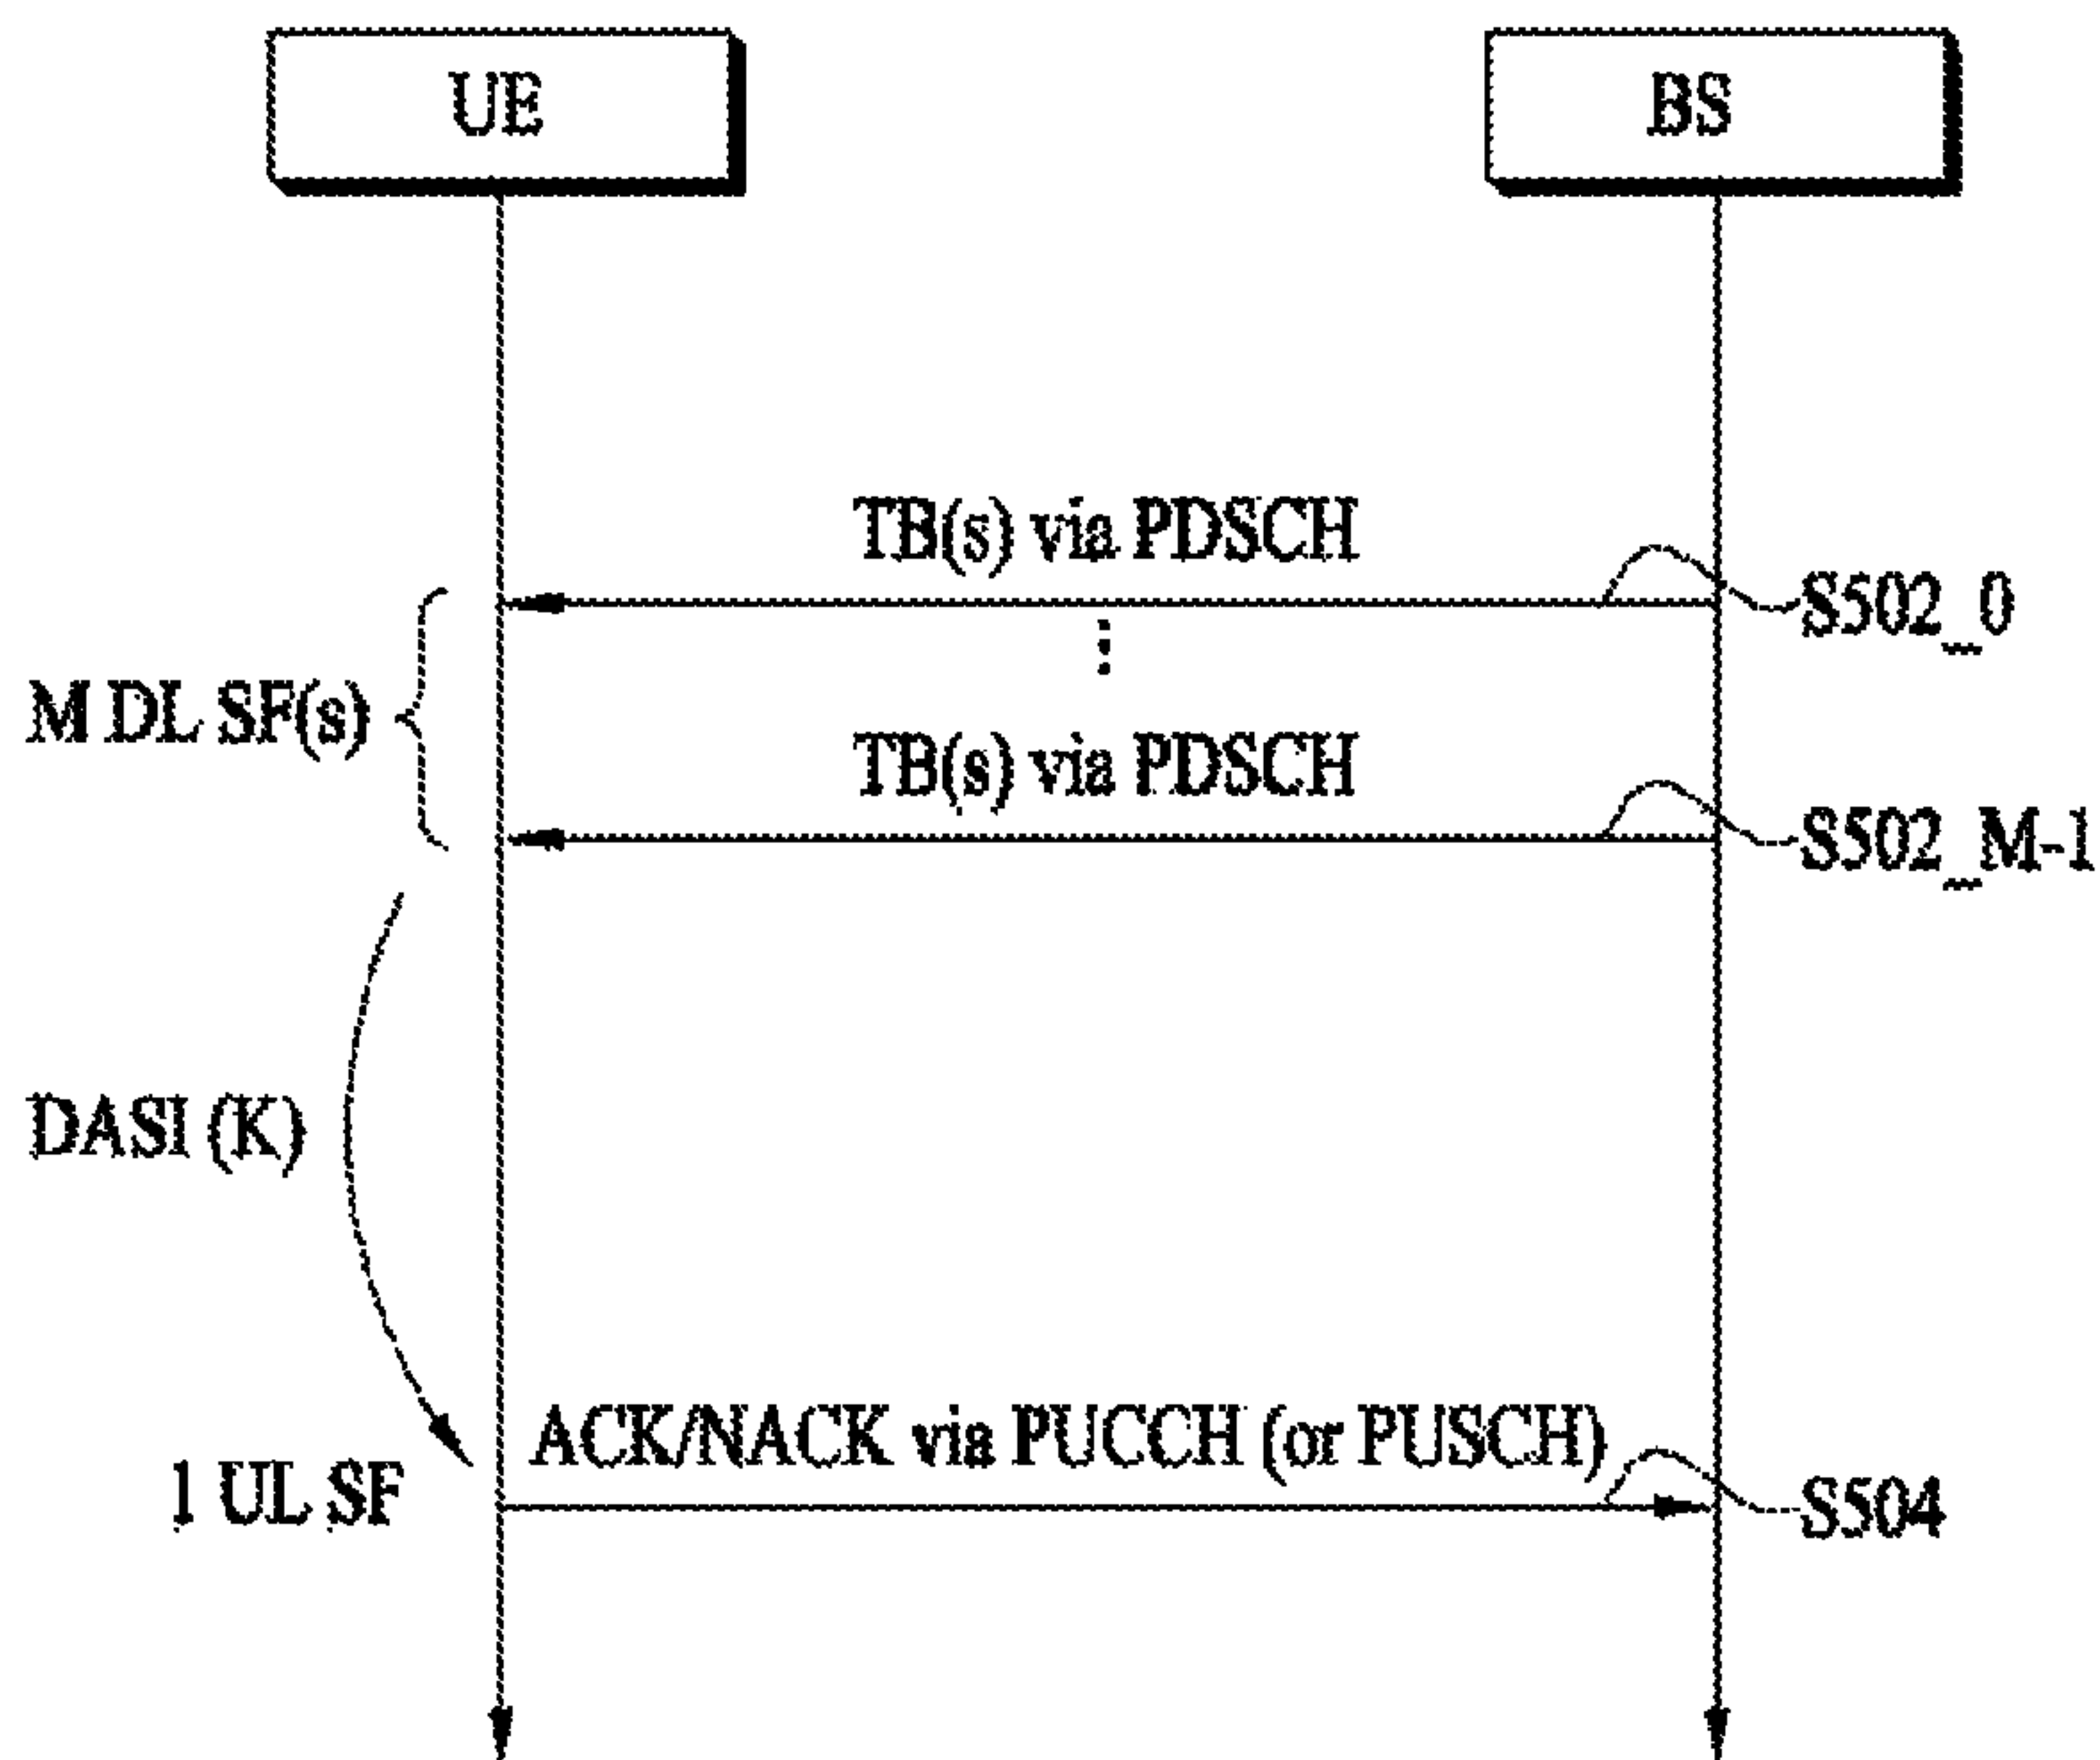 UE
BS
TB(s) via PDSCH
S502_0
M DL SF(s)
TB(s) via PDSCH
S502_M-1
DASI (K)
ACK/NACK via PUCCH (or PUSCH)
1 UL SF
S504